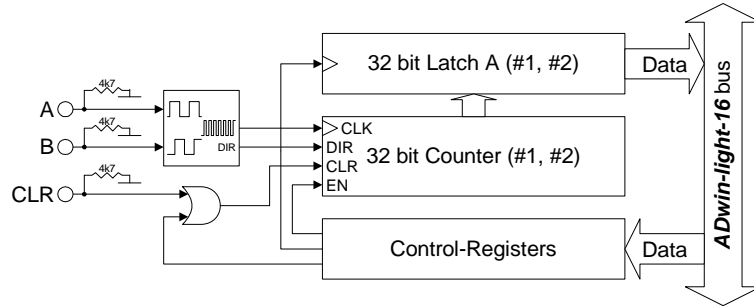 4k7
A
4k7
B
4k7
CLR
DIR
32 bit Latch A (#1, #2)
CLK
DIR
CLR
EN
32 bit Counter (#1, #2)
Control-Registers
Data
Data
ADwin-light-16 bus